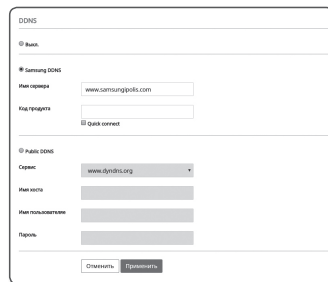 DDNS
Выкл.
Samsung DDNS
Имя сервера
www.samsungipolis.com
Код продукта
Quick connect
Public DDNS
Сервис
www.dyndns.org
Имя хоста
Имя пользователя
Пароль
Отменить Применить